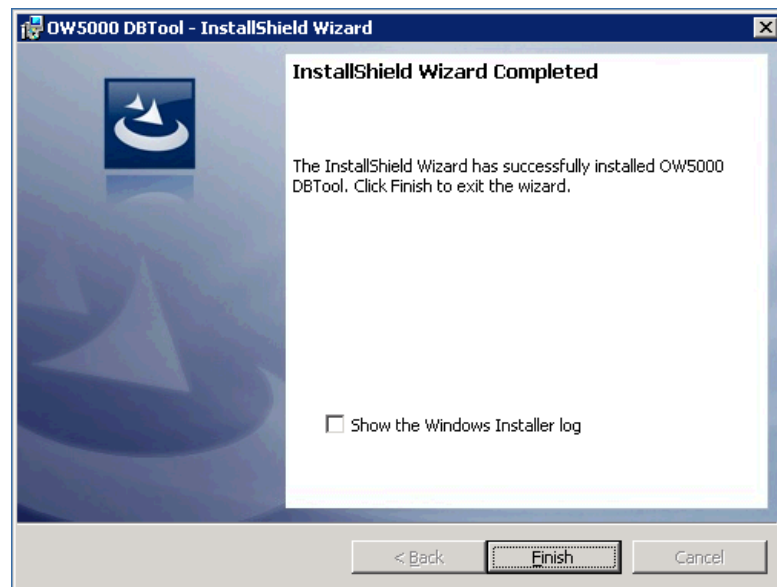 OW5000 DBTool - InstallShield Wizard
InstallShield Wizard Completed
The InstallShield Wizard has successfully installed OW5000
DBTool. Click Finish to exit the wizard.
Show the Windows Installer log
< Back
Finish
Cancel